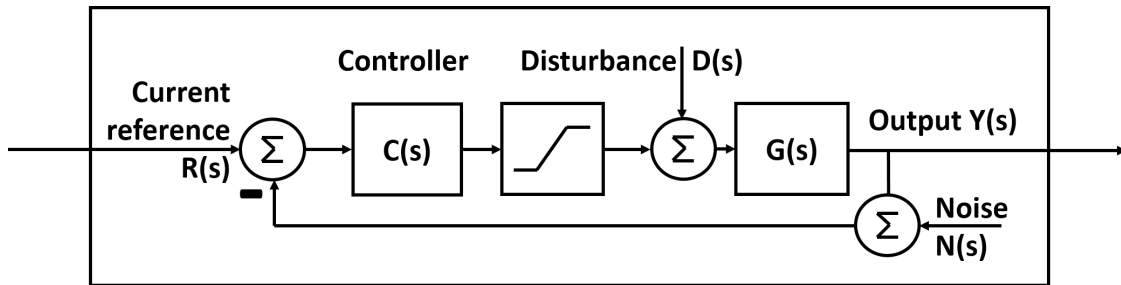 Controller
Disturbance
D(s)
Current
reference
R(s)
Σ
C(s)
Σ
G(s)
Output Y(s)
Σ
Noise
N(s)